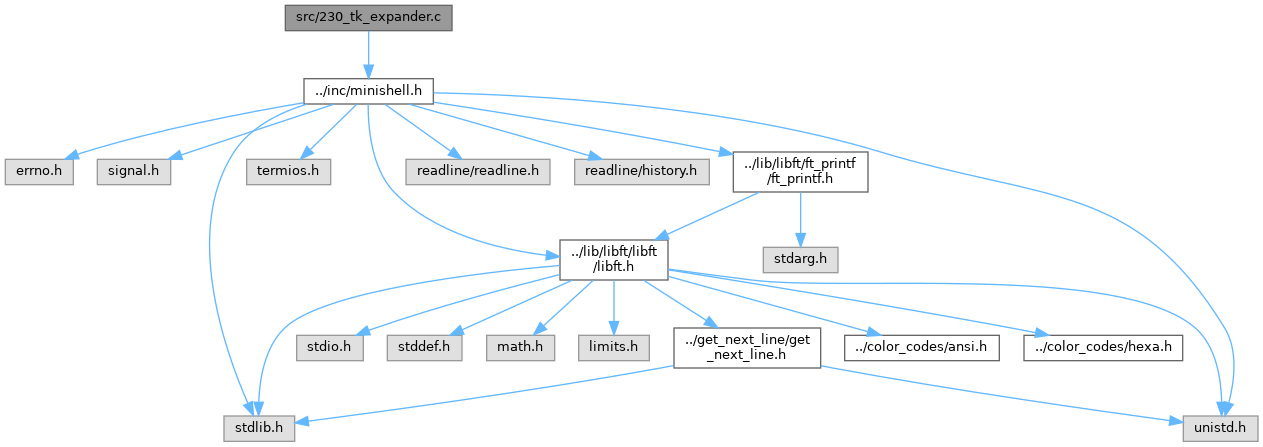 src/230_tk_expander.c
../inc/minishell.h
errno.h
signal.h
termios.h
readline/readline.h
readline/history.h
../lib/libft/ft_printf
/ft_printf.h
../lib/libft/libft
/libft.h
stdarg.h
stdio.h
stddef.h
math.h
limits.h
../get_next_line/get
_next_line.h
../color_codes/ansi.h
../color_codes/hexa.h
stdlib.h
unistd.h